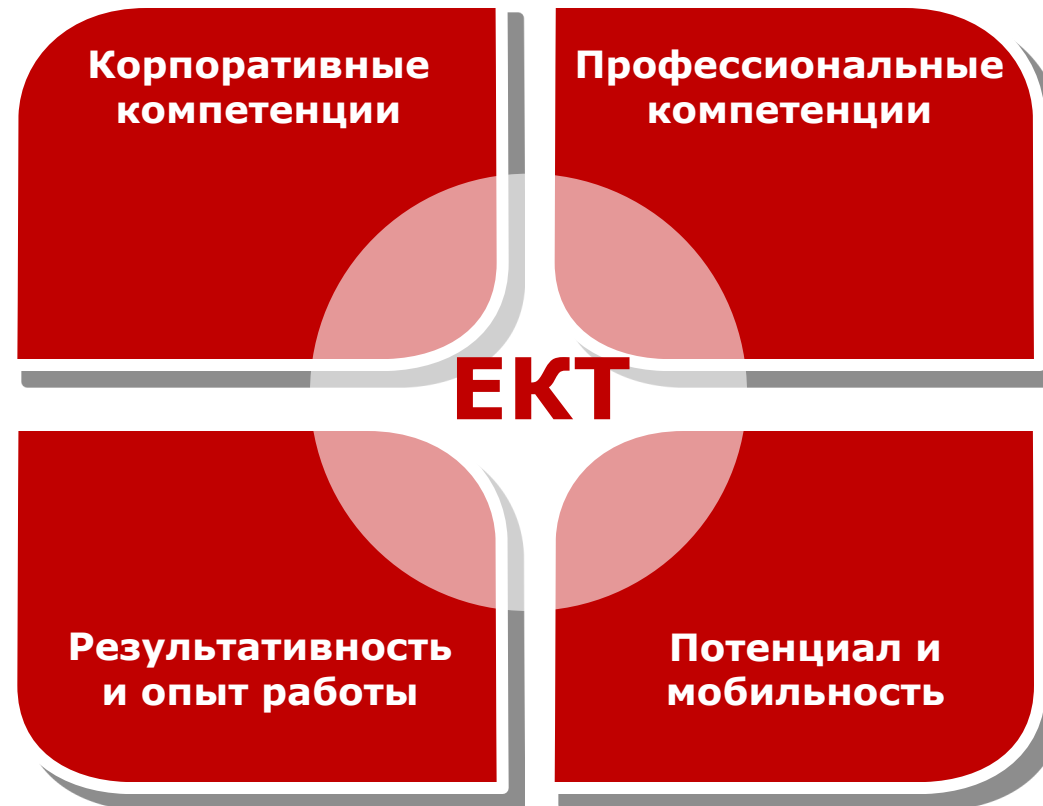 Корпоративные
компетенции
Профессиональные
компетенции
ЕКТ
Результативность
и опыт работы
Потенциал и
мобильность